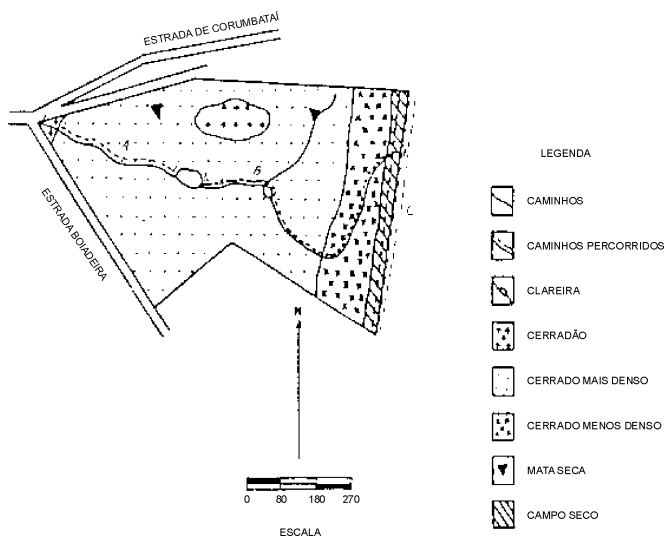 ESTRADA DE CORUMBATAÍ
ESTRADA BOIADEIRA
A
B
C
N
0 80 180 270
ESCALA
LEGENDA
CAMINHOS
CAMINHOS PERCORRIDOS
CLAREIRA
CERRADÃO
CERRADO MAIS DENSO
CERRADO MENOS DENSO
MATA SECA
CAMPO SECO